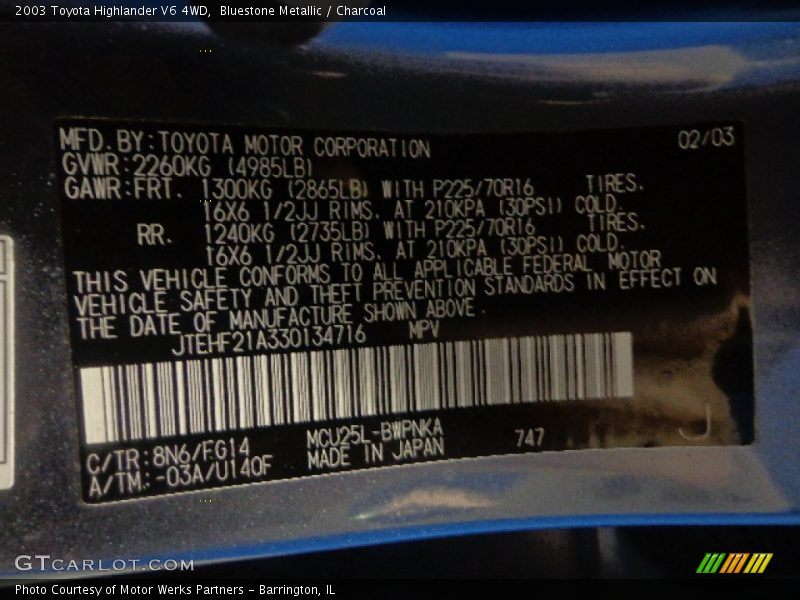 2003 Toyota Highlander V6 4WD, Bluestone Metallic / Charcoal
MFD. BY: TOYOTA MOTOR CORPORATION 02/03
GVWR: 2260KG (4985LB)
GAWR: FRT. 1300KG (2865LB) WITH P225/70R16 TIRES.
16X6 1/2JJ RIMS. AT 210KPA (30PSI) COLD.
RR. 1240KG (2735LB) WITH P225/70R16 TIRES.
16X6 1/2JJ RIMS. AT 210KPA (30PSI) COLD.
THIS VEHICLE CONFORMS TO ALL APPLICABLE FEDERAL MOTOR
VEHICLE SAFETY AND THEFT PREVENTION STANDARDS IN EFFECT ON
THE DATE OF MANUFACTURE SHOWN ABOVE.
JTEHF21A330134716 MPV
C/TR: 8N6/FG14 MCU25L-BWPNKA 747
A/TM: -03A/U140F MADE IN JAPAN
GTCARLOT.COM
Photo Courtesy of Motor Werks Partners - Barrington, IL